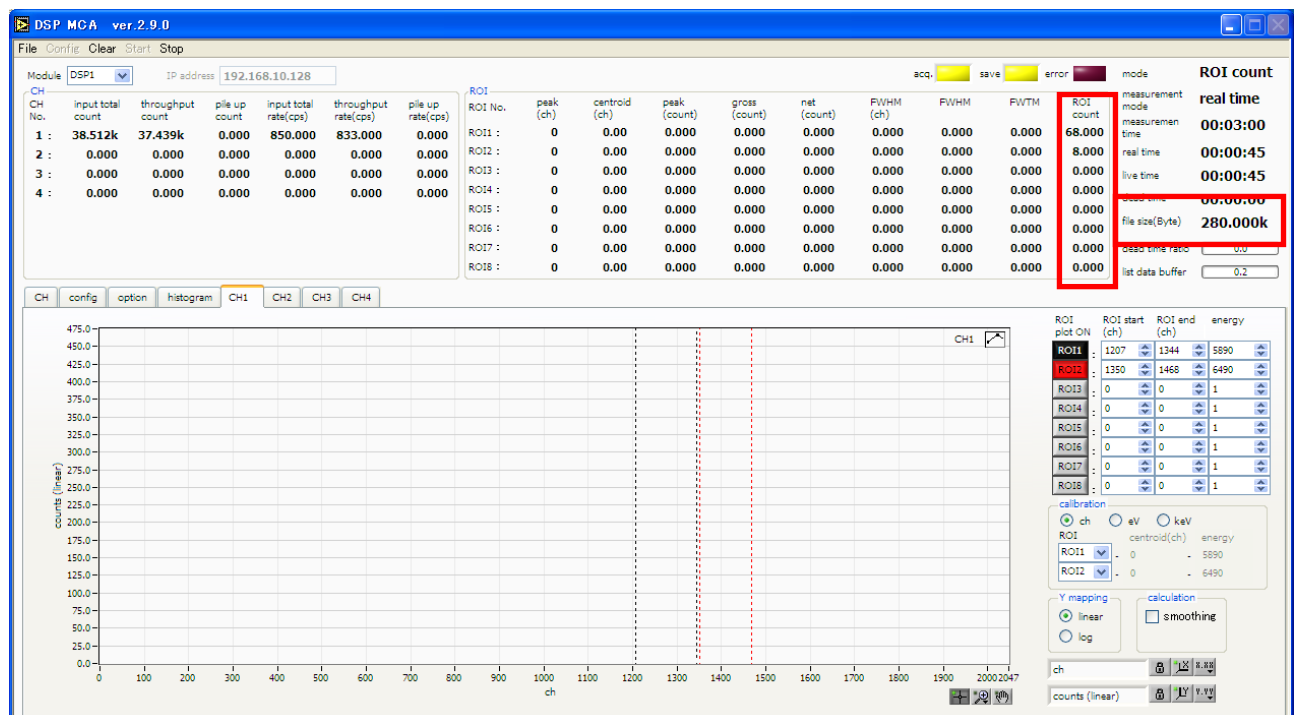 DSP MCA ver.2.9.0
File Config Clear Start Stop
Module DSP1 IP address 192.168.10.128 acq. save error mode ROI count
CH
CH No. input total count throughput count pile up count input total rate(cps) throughput rate(cps) pile up rate(cps)
1 : 38.512k 37.439k 0.000 850.000 833.000 0.000
2 : 0.000 0.000 0.000 0.000 0.000 0.000
3 : 0.000 0.000 0.000 0.000 0.000 0.000
4 : 0.000 0.000 0.000 0.000 0.000 0.000
ROI
ROI No. peak (ch) centroid (ch) peak (count) gross (count) net (count) FWHM (ch) FWHM FWTM ROI count
ROI1 : 0 0.00 0.000 0.000 0.000 0.000 0.000 0.000 68.000
ROI2 : 0 0.00 0.000 0.000 0.000 0.000 0.000 0.000 8.000
ROI3 : 0 0.00 0.000 0.000 0.000 0.000 0.000 0.000 0.000
ROI4 : 0 0.00 0.000 0.000 0.000 0.000 0.000 0.000 0.000
ROI5 : 0 0.00 0.000 0.000 0.000 0.000 0.000 0.000 0.000
ROI6 : 0 0.00 0.000 0.000 0.000 0.000 0.000 0.000 0.000
ROI7 : 0 0.00 0.000 0.000 0.000 0.000 0.000 0.000 0.000
ROI8 : 0 0.00 0.000 0.000 0.000 0.000 0.000 0.000 0.000
measurement mode real time
measuremen time 00:03:00
real time 00:00:45
live time 00:00:45
dead time 00:00:00
file size(Byte) 280.000k
dead time ratio 0.0
list data buffer 0.2
CH config option histogram CH1 CH2 CH3 CH4
CH1
475.0
450.0
425.0
400.0
375.0
350.0
325.0
300.0
275.0
250.0
225.0
200.0
175.0
150.0
125.0
100.0
75.0
50.0
25.0
0.0
counts (linear)
0 100 200 300 400 500 600 700 800 900 1000 1100 1200 1300 1400 1500 1600 1700 1800 1900 2000 2047
ch
ROI plot ON ROI start (ch) ROI end (ch) energy
ROI1 : 1207 1344 5890
ROI2 : 1350 1468 6490
ROI3 : 0 0 1
ROI4 : 0 0 1
ROI5 : 0 0 1
ROI6 : 0 0 1
ROI7 : 0 0 1
ROI8 : 0 0 1
calibration
ch eV keV
ROI centroid(ch) energy
ROI1 - 0 - 5890
ROI2 - 0 - 6490
Y mapping
linear
log
calculation
smoothing
ch X X.XX
counts (linear) Y Y.YY